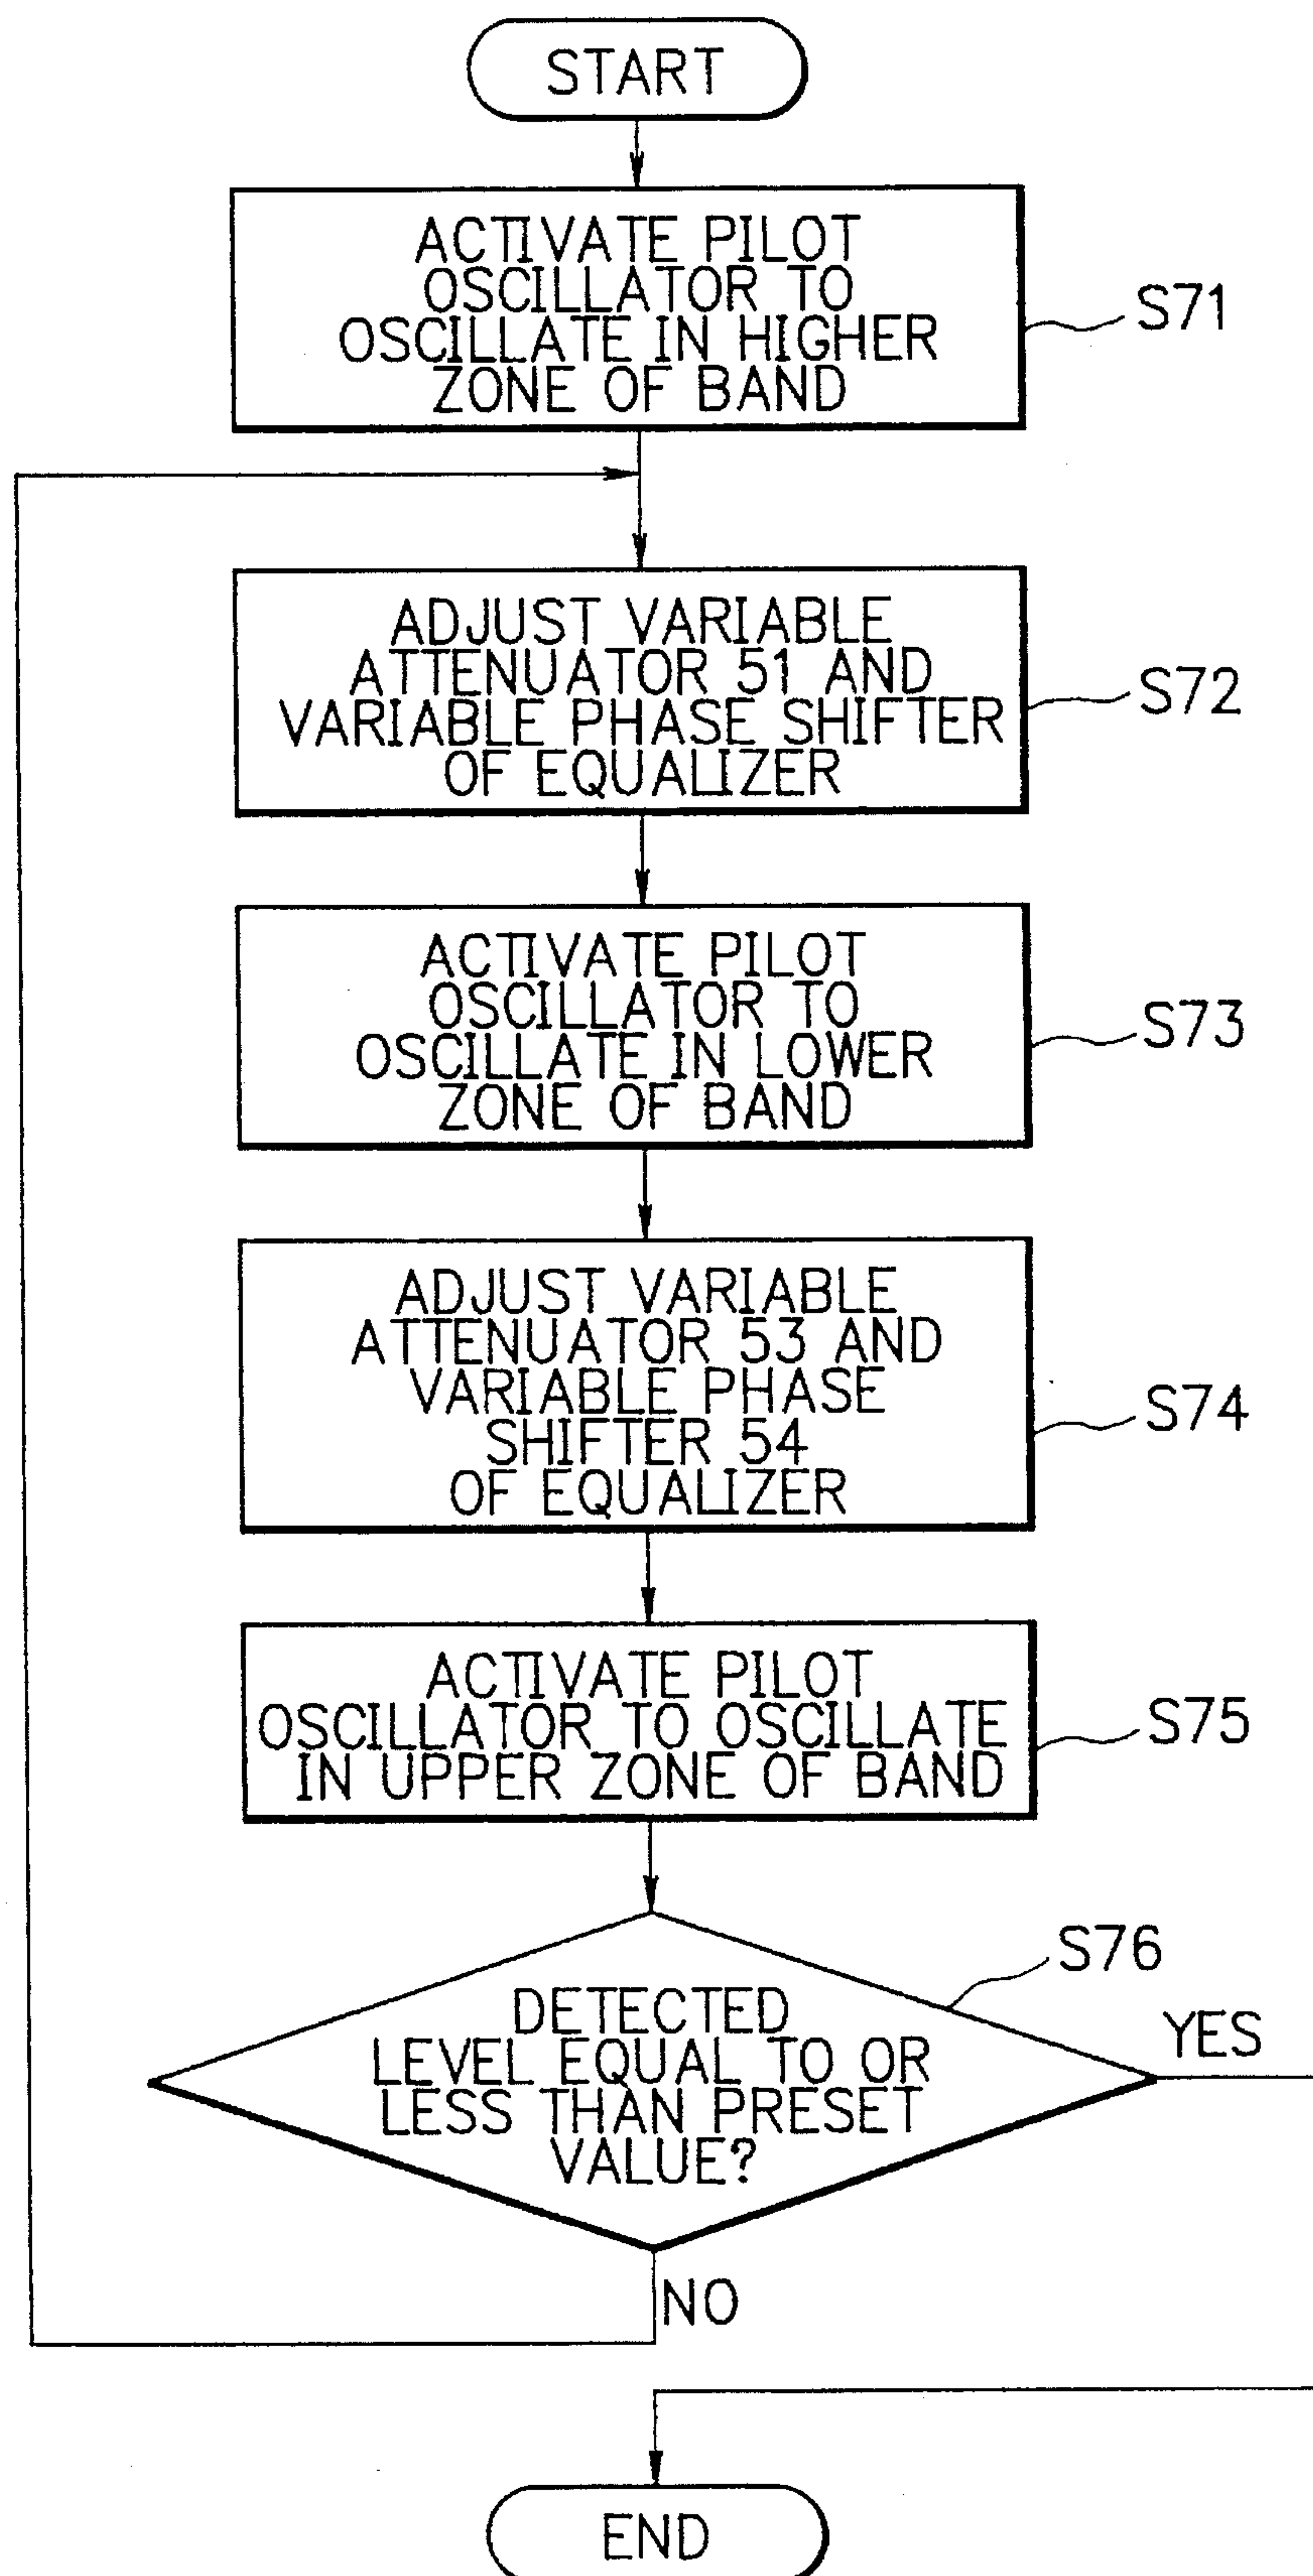 START
ACTIVATE PILOT
OSCILLATOR TO
OSCILLATE IN HIGHER
ZONE OF BAND
S71
ADJUST VARIABLE
ATTENUATOR 51 AND
VARIABLE PHASE SHIFTER
OF EQUALIZER
S72
ACTIVATE PILOT
OSCILLATOR TO
OSCILLATE IN LOWER
ZONE OF BAND
S73
ADJUST VARIABLE
ATTENUATOR 53 AND
VARIABLE PHASE
SHIFTER 54
OF EQUALIZER
S74
ACTIVATE PILOT
OSCILLATOR TO OSCILLATE
IN UPPER ZONE OF BAND
S75
S76
DETECTED
LEVEL EQUAL TO OR
LESS THAN PRESET
VALUE?
YES
NO
END